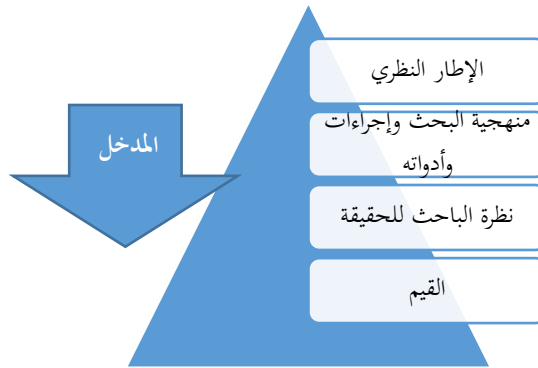 الإطار النظري
منهجية البحث وإجراءات
وأدواته
المدخل
نظرة الباحث للحقيقة
القيم